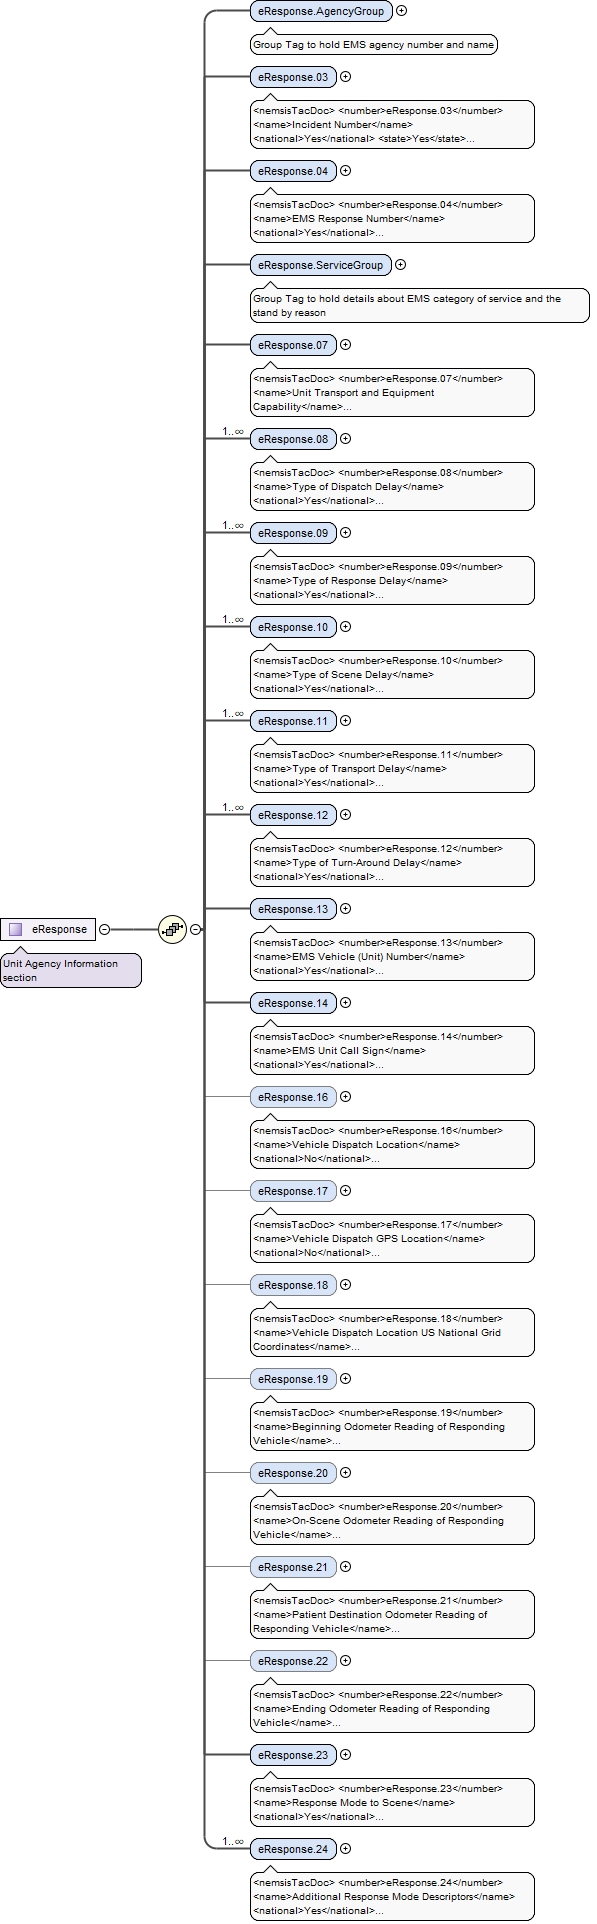 eResponse.AgencyGroup
Group Tag to hold EMS agency number and name
eResponse.03
<nemsisTacDoc> <number>eResponse.03</number>
<name>Incident Number</name>
<national>Yes</national> <state>Yes</state>...
eResponse.04
<nemsisTacDoc> <number>eResponse.04</number>
<name>EMS Response Number</name>
<national>Yes</national>...
eResponse.ServiceGroup
Group Tag to hold details about EMS category of service and the
stand by reason
eResponse.07
<nemsisTacDoc> <number>eResponse.07</number>
<name>Unit Transport and Equipment
Capability</name>...
1..∞
eResponse.08
<nemsisTacDoc> <number>eResponse.08</number>
<name>Type of Dispatch Delay</name>
<national>Yes</national>...
1..∞
eResponse.09
<nemsisTacDoc> <number>eResponse.09</number>
<name>Type of Response Delay</name>
<national>Yes</national>...
1..∞
eResponse.10
<nemsisTacDoc> <number>eResponse.10</number>
<name>Type of Scene Delay</name>
<national>Yes</national>...
1..∞
eResponse.11
<nemsisTacDoc> <number>eResponse.11</number>
<name>Type of Transport Delay</name>
<national>Yes</national>...
1..∞
eResponse.12
<nemsisTacDoc> <number>eResponse.12</number>
<name>Type of Turn-Around Delay</name>
<national>Yes</national>...
eResponse
Unit Agency Information
section
eResponse.13
<nemsisTacDoc> <number>eResponse.13</number>
<name>EMS Vehicle (Unit) Number</name>
<national>Yes</national>...
eResponse.14
<nemsisTacDoc> <number>eResponse.14</number>
<name>EMS Unit Call Sign</name>
<national>Yes</national>...
eResponse.16
<nemsisTacDoc> <number>eResponse.16</number>
<name>Vehicle Dispatch Location</name>
<national>No</national>...
eResponse.17
<nemsisTacDoc> <number>eResponse.17</number>
<name>Vehicle Dispatch GPS Location</name>
<national>No</national>...
eResponse.18
<nemsisTacDoc> <number>eResponse.18</number>
<name>Vehicle Dispatch Location US National Grid
Coordinates</name>...
eResponse.19
<nemsisTacDoc> <number>eResponse.19</number>
<name>Beginning Odometer Reading of Responding
Vehicle</name>...
eResponse.20
<nemsisTacDoc> <number>eResponse.20</number>
<name>On-Scene Odometer Reading of Responding
Vehicle</name>...
eResponse.21
<nemsisTacDoc> <number>eResponse.21</number>
<name>Patient Destination Odometer Reading of
Responding Vehicle</name>...
eResponse.22
<nemsisTacDoc> <number>eResponse.22</number>
<name>Ending Odometer Reading of Responding
Vehicle</name>...
eResponse.23
<nemsisTacDoc> <number>eResponse.23</number>
<name>Response Mode to Scene</name>
<national>Yes</national>...
1..∞
eResponse.24
<nemsisTacDoc> <number>eResponse.24</number>
<name>Additional Response Mode Descriptors</name>
<national>Yes</national>...